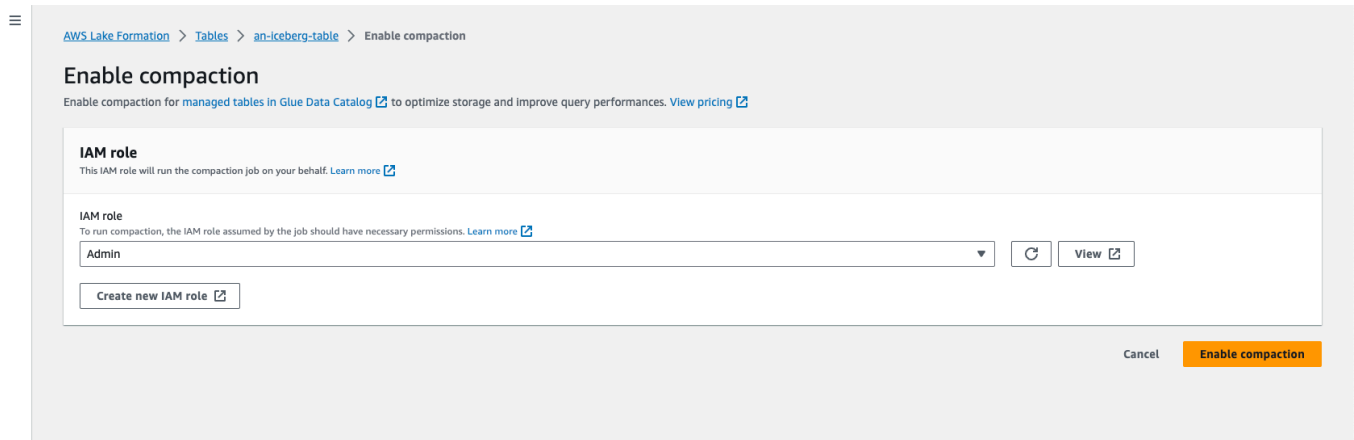 AWS Lake Formation > Tables > an-iceberg-table > Enable compaction
Enable compaction
Enable compaction for managed tables in Glue Data Catalog to optimize storage and improve query performances. View pricing
IAM role
This IAM role will run the compaction job on your behalf. Learn more
IAM role
To run compaction, the IAM role assumed by the job should have necessary permissions. Learn more
Admin
View
Create new IAM role
Cancel
Enable compaction